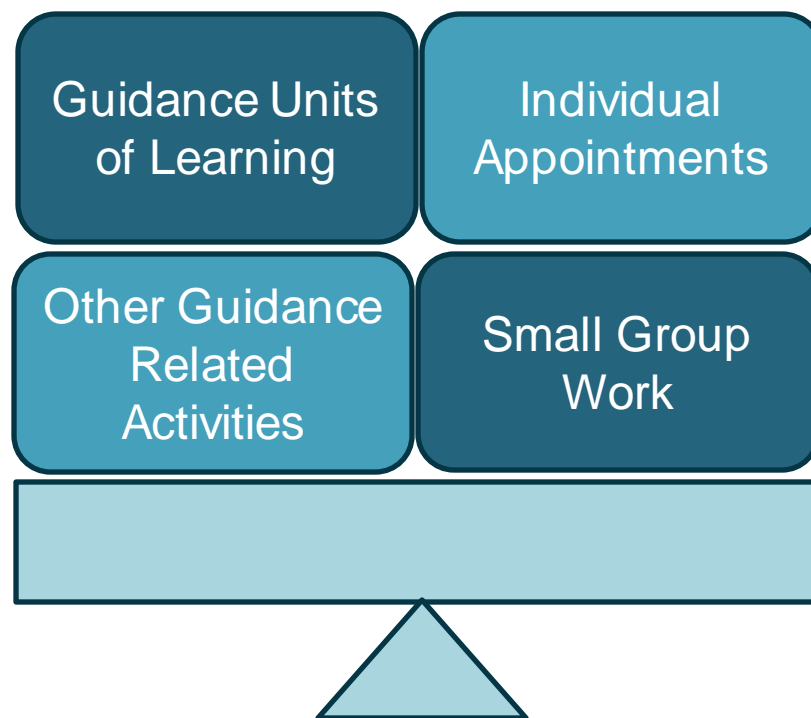 Guidance Units
of Learning
Individual
Appointments
Other Guidance
Related
Activities
Small Group
Work